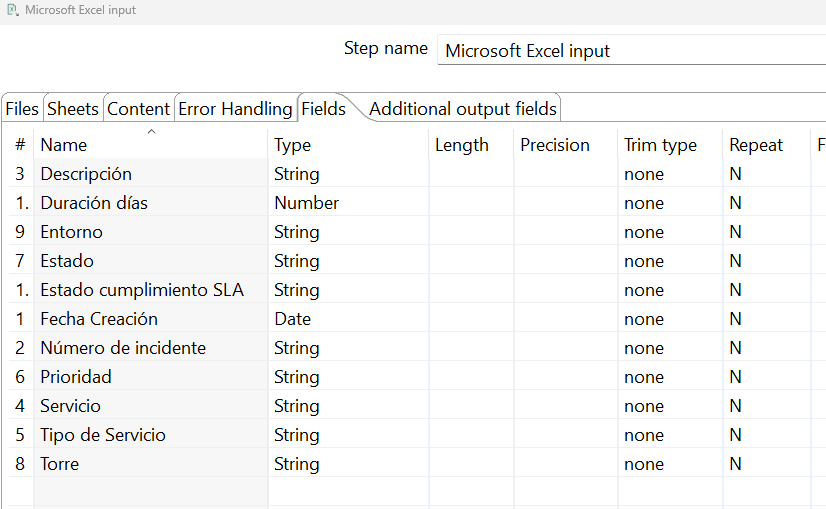 Microsoft Excel input
Step name Microsoft Excel input
Files Sheets Content Error Handling Fields Additional output fields
# Name Type Length Precision Trim type Repeat F
3 Descripción String none N
1. Duración días Number none N
9 Entorno String none N
7 Estado String none N
1. Estado cumplimiento SLA String none N
1 Fecha Creación Date none N
2 Número de incidente String none N
6 Prioridad String none N
4 Servicio String none N
5 Tipo de Servicio String none N
8 Torre String none N